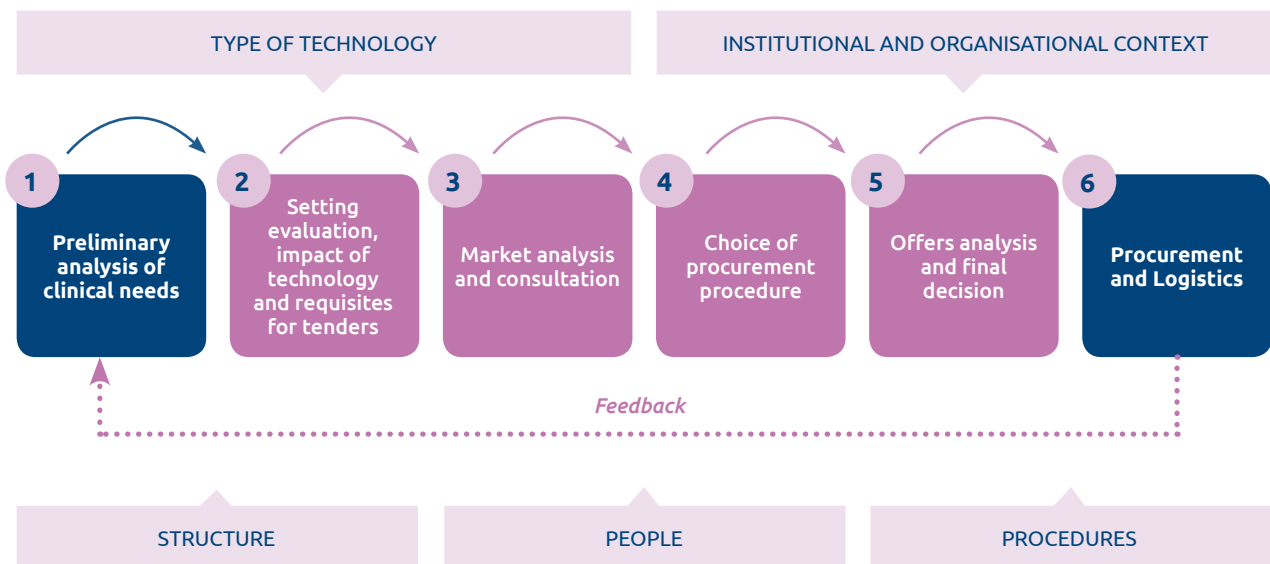 TYPE OF TECHNOLOGY
INSTITUTIONAL AND ORGANISATIONAL CONTEXT
1
Preliminary
analysis of
clinical needs
2
Setting
evaluation,
impact of
technology
and requisites
for tenders
3
Market analysis
and consultation
4
Choice of
procurement
procedure
5
Offers analysis
and final
decision
6
Procurement
and Logistics
Feedback
STRUCTURE
PEOPLE
PROCEDURES